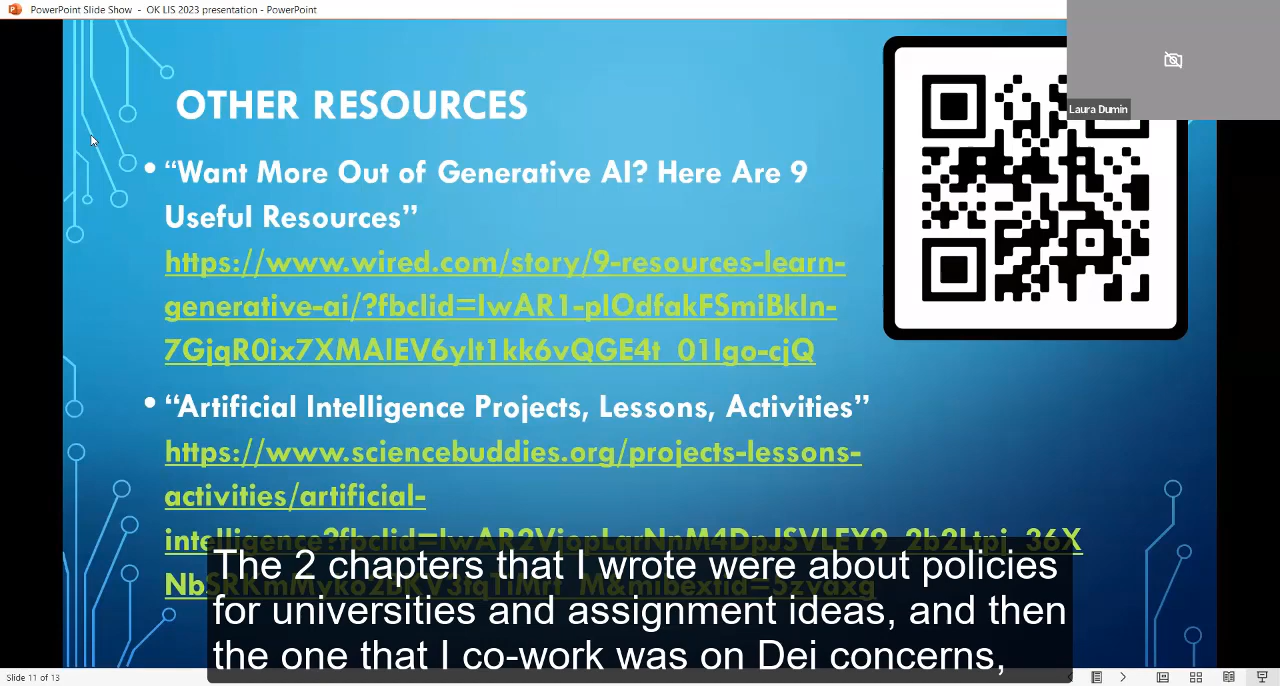 PowerPoint Slide Show - OK LIS 2023 presentation - PowerPoint
Laura Dumin
OTHER RESOURCES
• “Want More Out of Generative AI? Here Are 9
Useful Resources”
https://www.wired.com/story/9-resources-learn-
generative-ai/?fbclid=IwAR1-plOdfakFSmiBkln-
7GjqR0ix7XMAlEV6ylt1kk6vQGE4t_01lgo-cjQ
• “Artificial Intelligence Projects, Lessons, Activities”
https://www.sciencebuddies.org/projects-lessons-
activities/artificial-
The 2 chapters that I wrote were about policies
for universities and assignment ideas, and then
the one that I co-work was on Dei concerns,
Slide 11 of 13